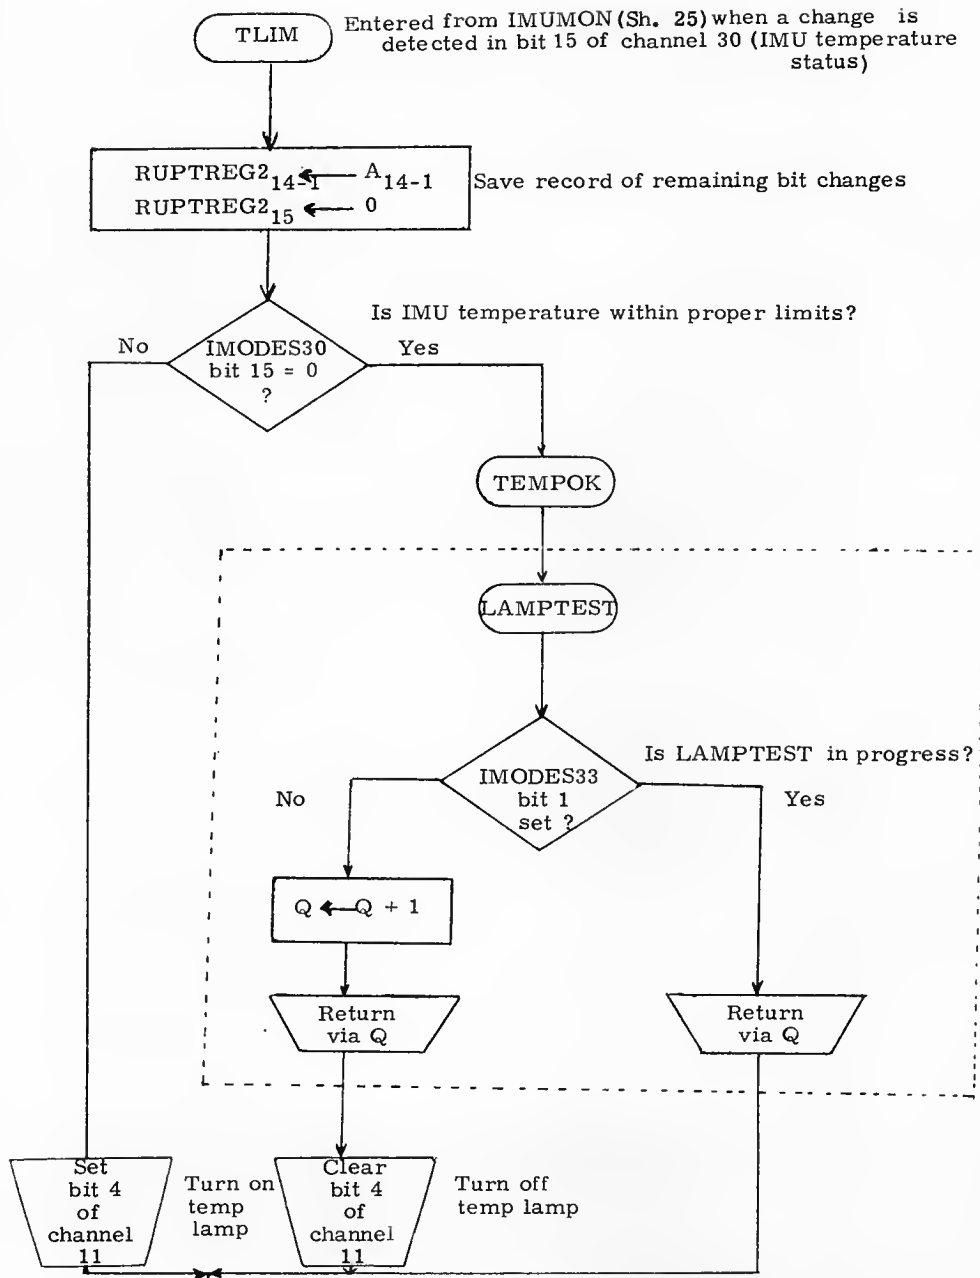 TLIM
Entered from IMUMON (Sh. 25) when a change is
detected in bit 15 of channel 30 (IMU temperature
status)
RUPTREG2 14-1 ← A 14-1
RUPTREG2 15 ← 0
Save record of remaining bit changes
Is IMU temperature within proper limits?
No
IMODES30
bit 15 = 0
?
Yes
TEMPOK
LAMPTEST
Is LAMPTEST in progress?
No
IMODES33
bit 1
set ?
Yes
Q ← Q + 1
Return
via Q
Return
via Q
Set
bit 4
of
channel
11
Turn on
temp
lamp
Clear
bit 4
of
channel
11
Turn off
temp lamp